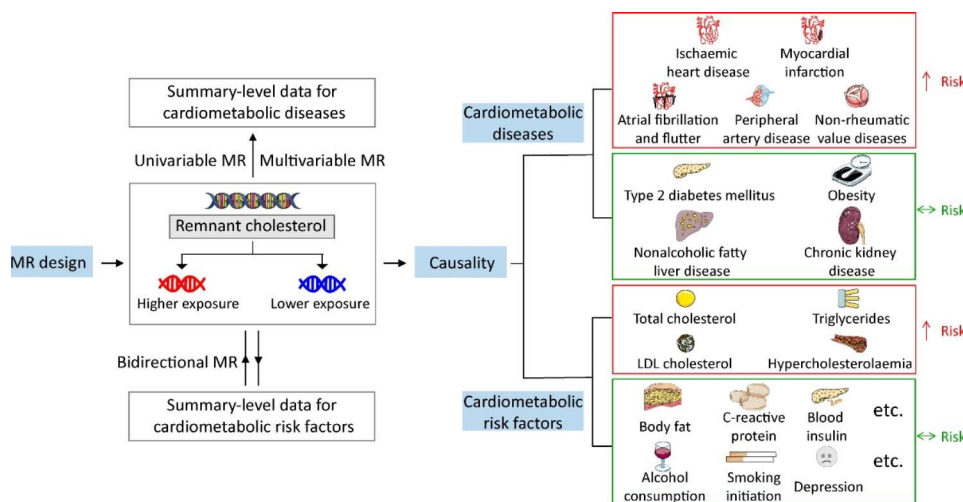 Summary-level data for
cardiometabolic diseases
Univariable MR
Multivariable MR
Remnant cholesterol
MR design
Higher exposure
Lower exposure
Bidirectional MR
Summary-level data for
cardiometabolic risk factors
Causality
Cardiometabolic
diseases
Ischaemic
heart disease
Myocardial
infarction
Atrial fibrillation
and flutter
Peripheral
artery disease
Non-rheumatic
value diseases
Risk
Type 2 diabetes mellitus
Obesity
Nonalcoholic fatty
liver disease
Chronic kidney
disease
Risk
Cardiometabolic
risk factors
Total cholesterol
Triglycerides
LDL cholesterol
Hypercholesterolaemia
Risk
Body fat
C-reactive
protein
Blood
insulin
etc.
Alcohol
consumption
Smoking
initiation
Depression
etc.
Risk